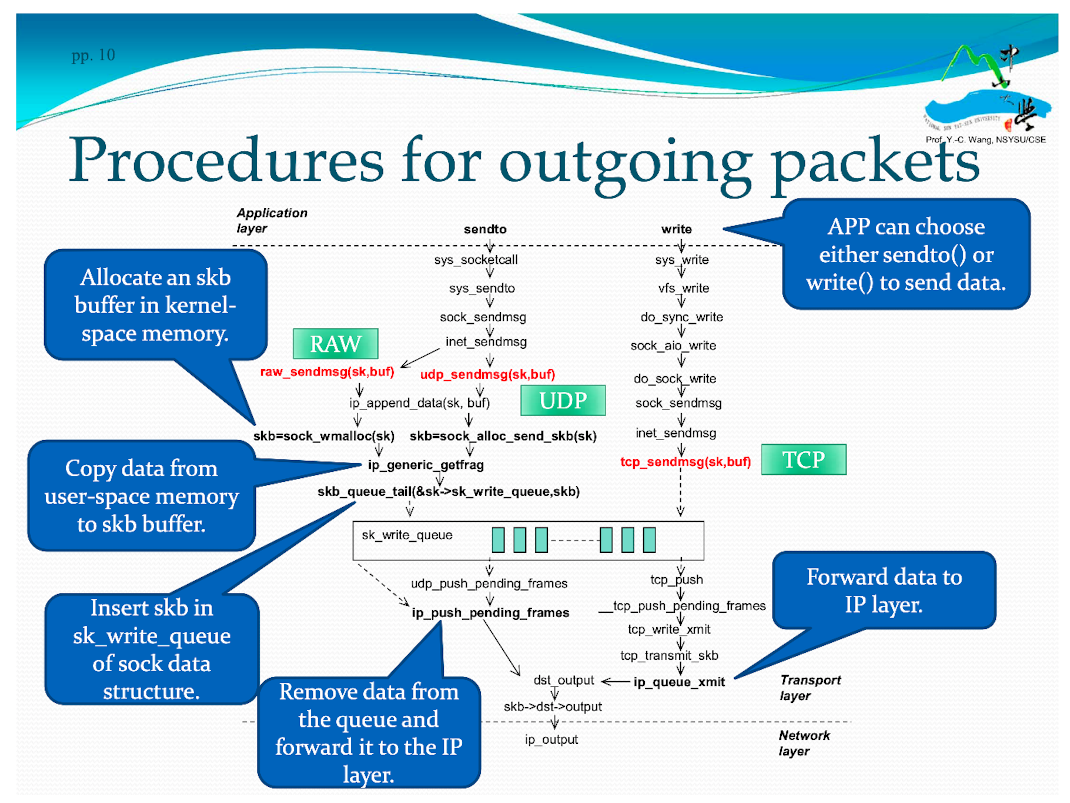 pp. 10
NATIONAL SUN YAT-SEN UNIVERSITY
Prof. Y.-C. Wang, NSYSU/CSE
Procedures for outgoing packets
Application
layer
sendto
write
APP can choose
either sendto() or
write() to send data.
Allocate an skb
buffer in kernel-
space memory.
sys_socketcall
sys_write
sys_sendto
vfs_write
sock_sendmsg
do_sync_write
RAW
inet_sendmsg
sock_aio_write
raw_sendmsg(sk,buf)
udp_sendmsg(sk,buf)
do_sock_write
ip_append_data(sk, buf)
UDP
sock_sendmsg
skb=sock_wmalloc(sk)
skb=sock_alloc_send_skb(sk)
inet_sendmsg
Copy data from
user-space memory
to skb buffer.
ip_generic_getfrag
tcp_sendmsg(sk,buf)
TCP
skb_queue_tail(&sk->sk_write_queue,skb)
sk_write_queue
udp_push_pending_frames
tcp_push
Forward data to
IP layer.
Insert skb in
sk_write_queue
of sock data
structure.
ip_push_pending_frames
__tcp_push_pending_frames
tcp_write_xmit
tcp_transmit_skb
dst_output
ip_queue_xmit
Transport
layer
Remove data from
the queue and
forward it to the IP
layer.
skb->dst->output
ip_output
Network
layer